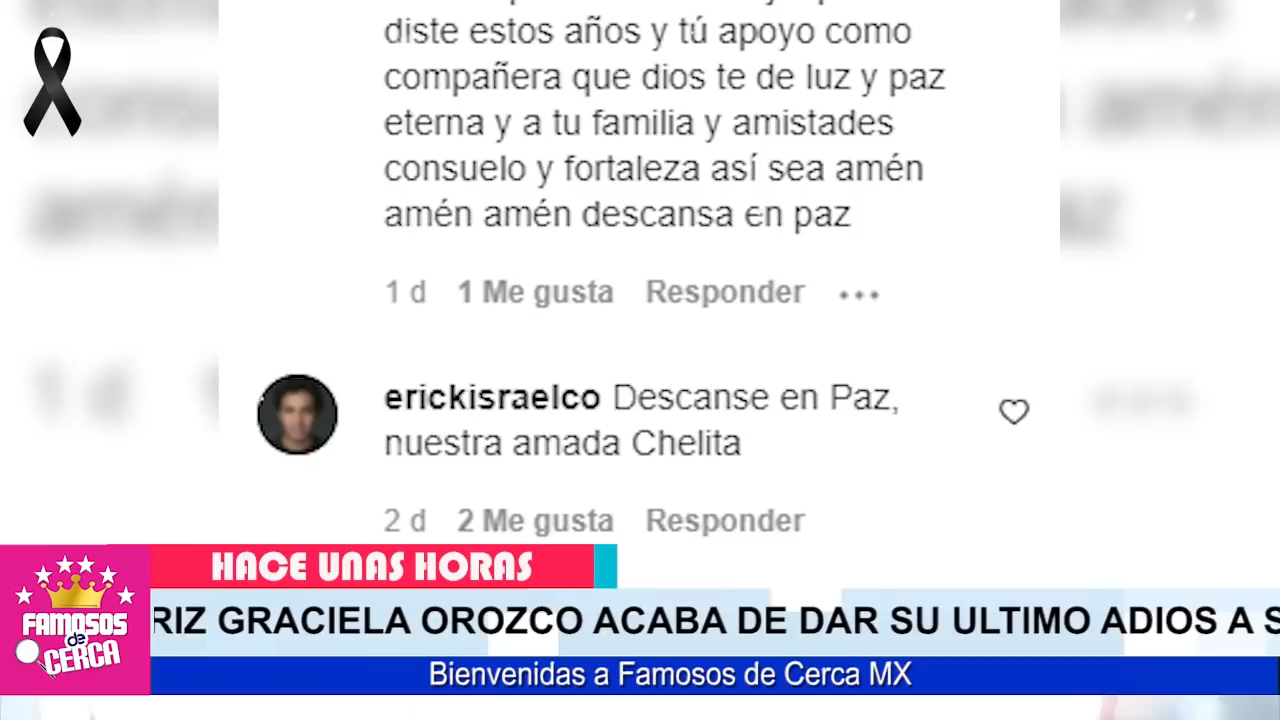 diste estos años y tú apoyo como
compañera que dios te de luz y paz
eterna y a tu familia y amistades
consuelo y fortaleza así sea amén
amén amén descansa en paz
1 d 1 Me gusta Responder
erickisraelco Descanse en Paz,
nuestra amada Chelita
2 d 2 Me gusta Responder
HACE UNAS HORAS
RIZ GRACIELA OROZCO ACABA DE DAR SU ULTIMO ADIOS A S
FAMOSOS
de
CERCA
Bienvenidas a Famosos de Cerca MX